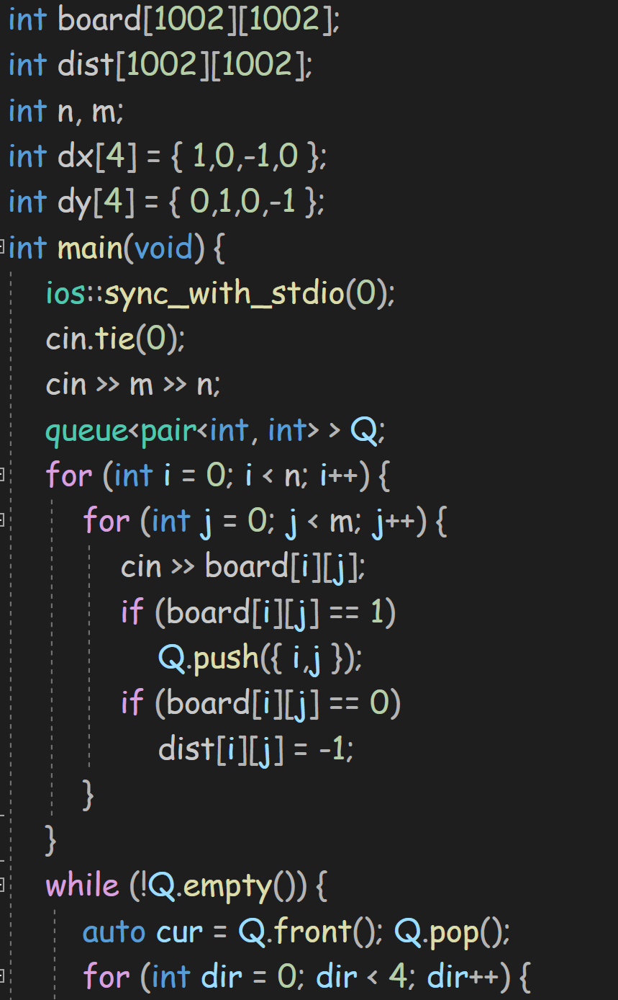 int board[1002][1002];
int dist[1002][1002];
int n, m;
int dx[4] = { 1,0,-1,0 };
int dy[4] = { 0,1,0,-1 };
int main(void) {
ios::sync_with_stdio(0);
cin.tie(0);
cin >> m >> n;
queue<pair<int, int> > Q;
for (int i = 0; i < n; i++) {
for (int j = 0; j < m; j++) {
cin >> board[i][j];
if (board[i][j] == 1)
Q.push({ i,j });
if (board[i][j] == 0)
dist[i][j] = -1;
}
}
while (!Q.empty()) {
auto cur = Q.front(); Q.pop();
for (int dir = 0; dir < 4; dir++) {